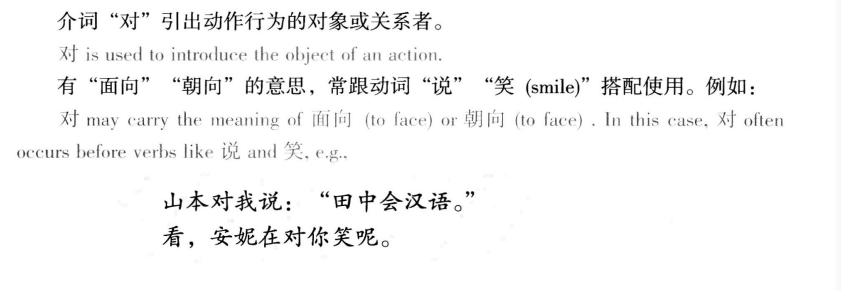 介词“对”引出动作行为的对象或关系者。
对 is used to introduce the object of an action.
有“面向”“朝向”的意思，常跟动词“说”“笑 (smile)”搭配使用。例如：
对 may carry the meaning of 面向 (to face) or 朝向 (to face) . In this case, 对 often
occurs before verbs like 说 and 笑, e.g.,
山本对我说：“田中会汉语。”
看，安妮在对你笑呢。